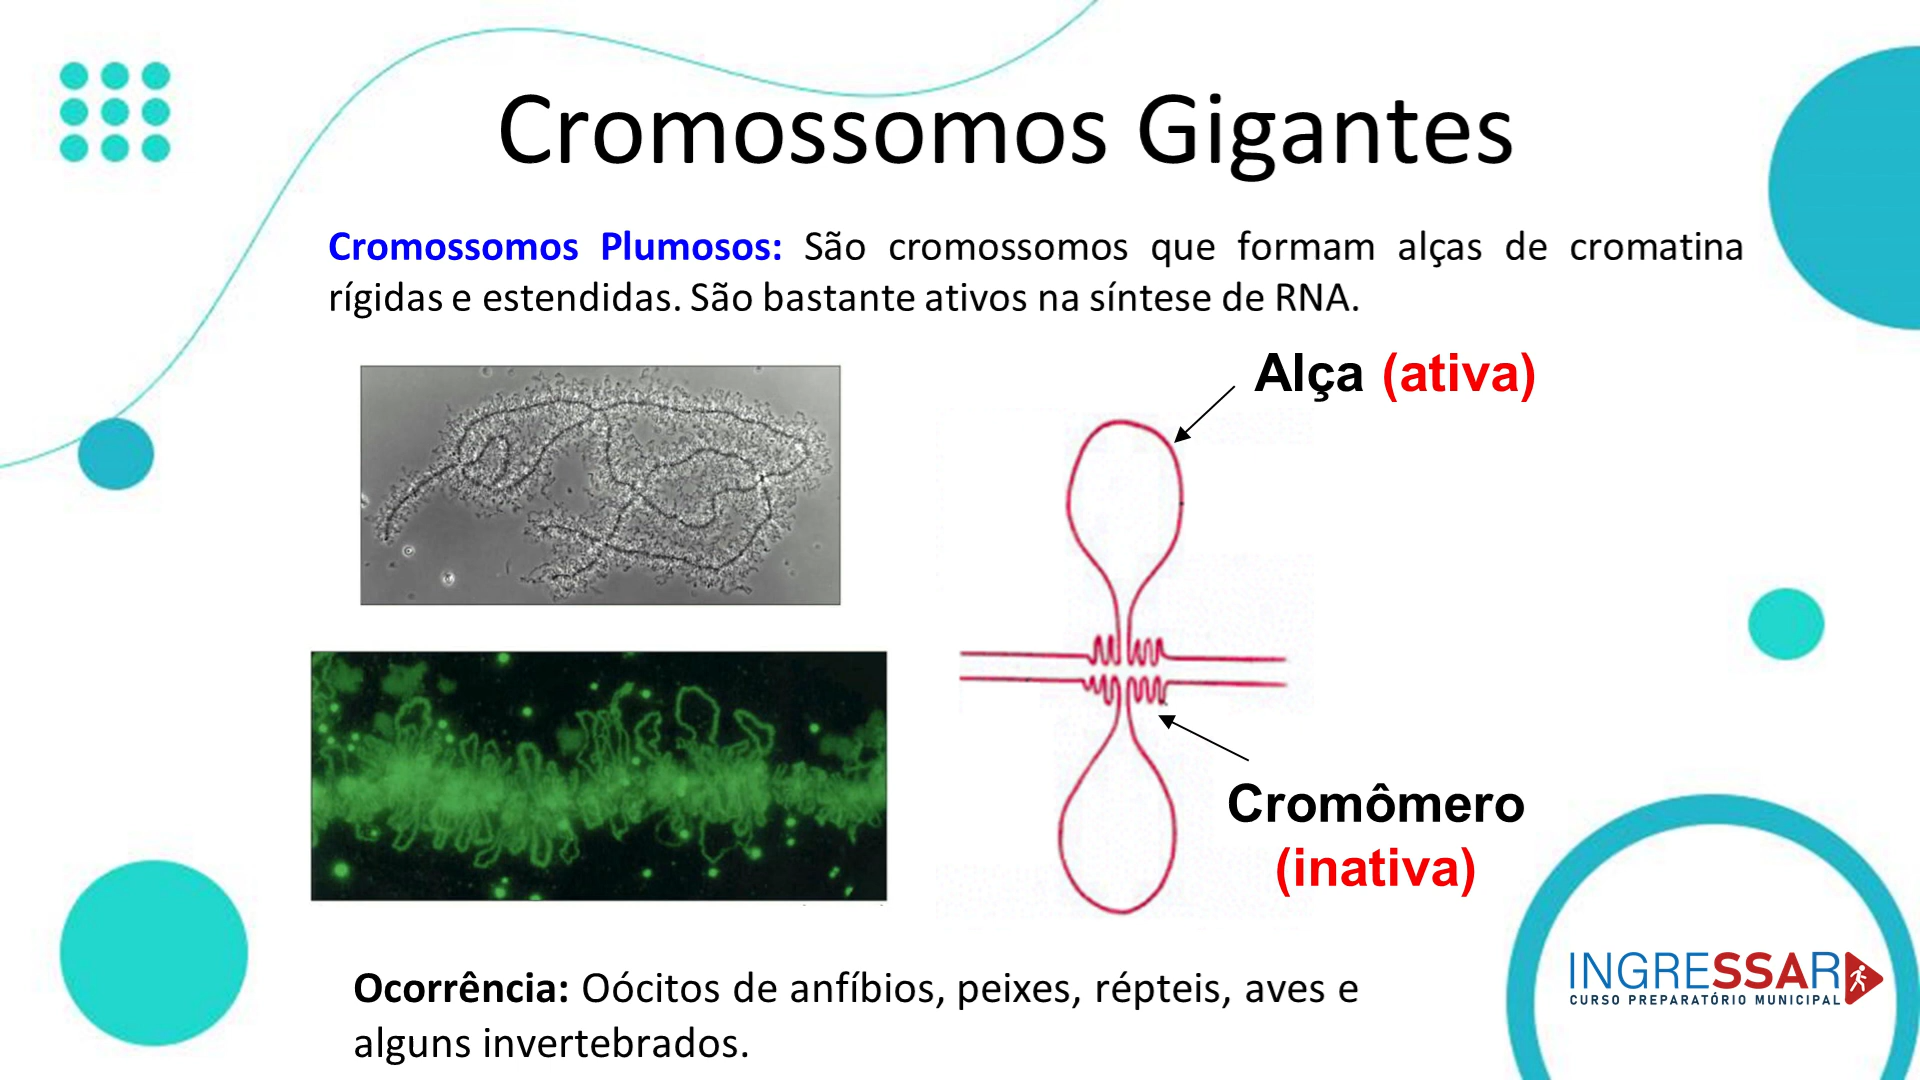 Cromossomos Gigantes
Cromossomos Plumosos: São cromossomos que formam alças de cromatina
rígidas e estendidas. São bastante ativos na síntese de RNA.
Alça (ativa)
Cromômero
(inativa)
Ocorrência: Oócitos de anfíbios, peixes, répteis, aves e
alguns invertebrados.
INGRESSAR
CURSO PREPARATÓRIO MUNICIPAL